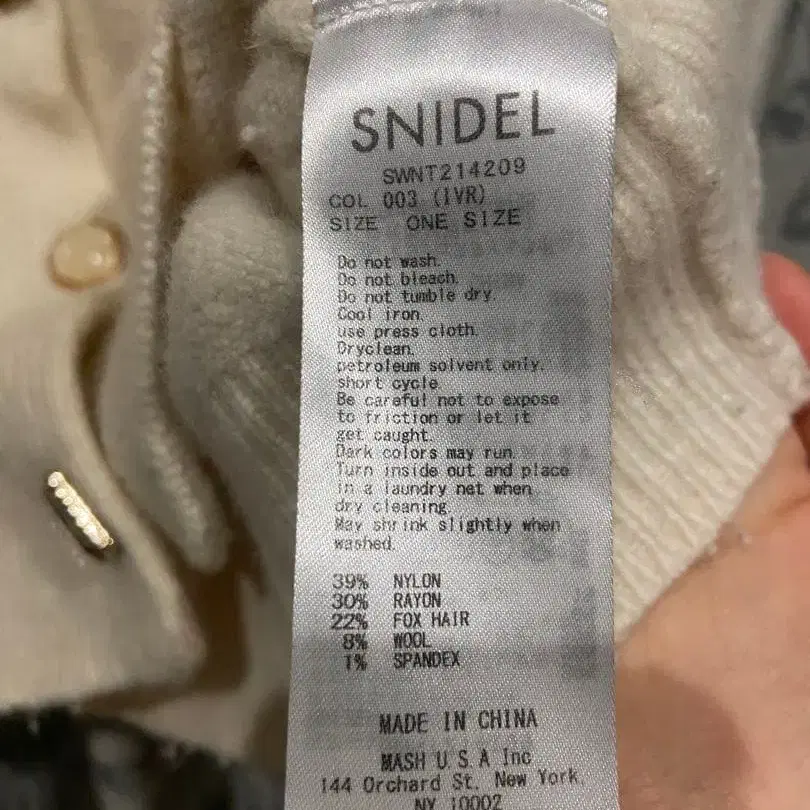 SNIDEL
SWNT214209
COL 003 (IVR)
SIZE ONE SIZE
Do not wash.
Do not bleach.
Do not tumble dry.
Cool iron.
use press cloth.
Dryclean.
petroleum solvent only.
short cycle.
Be careful not to expose
to friction or let it
get caught.
Dark colors may run.
Turn inside out and place
in a laundry net when
dry cleaning.
May shrink slightly when
washed.
39% NYLON
30% RAYON
22% FOX HAIR
8% WOOL
1% SPANDEX
MADE IN CHINA
MASH U.S.A Inc
144 Orchard St. New York,
NY 10002